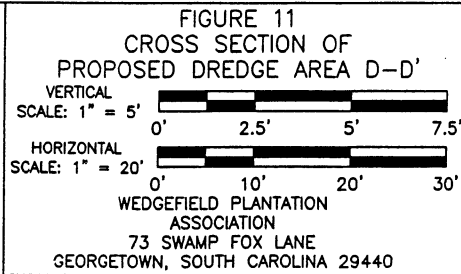 FIGURE 11
CROSS SECTION OF
PROPOSED DREDGE AREA D-D'
VERTICAL
SCALE: 1" = 5'
0' 2.5' 5' 7.5'
HORIZONTAL
SCALE: 1" = 20'
0' 10' 20' 30'
WEDGEFIELD PLANTATION
ASSOCIATION
73 SWAMP FOX LANE
GEORGETOWN, SOUTH CAROLINA 29440